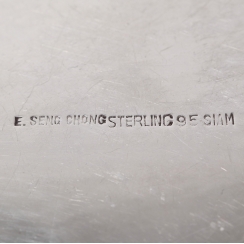 E. SENG CHONG STERLING 95 SIAM